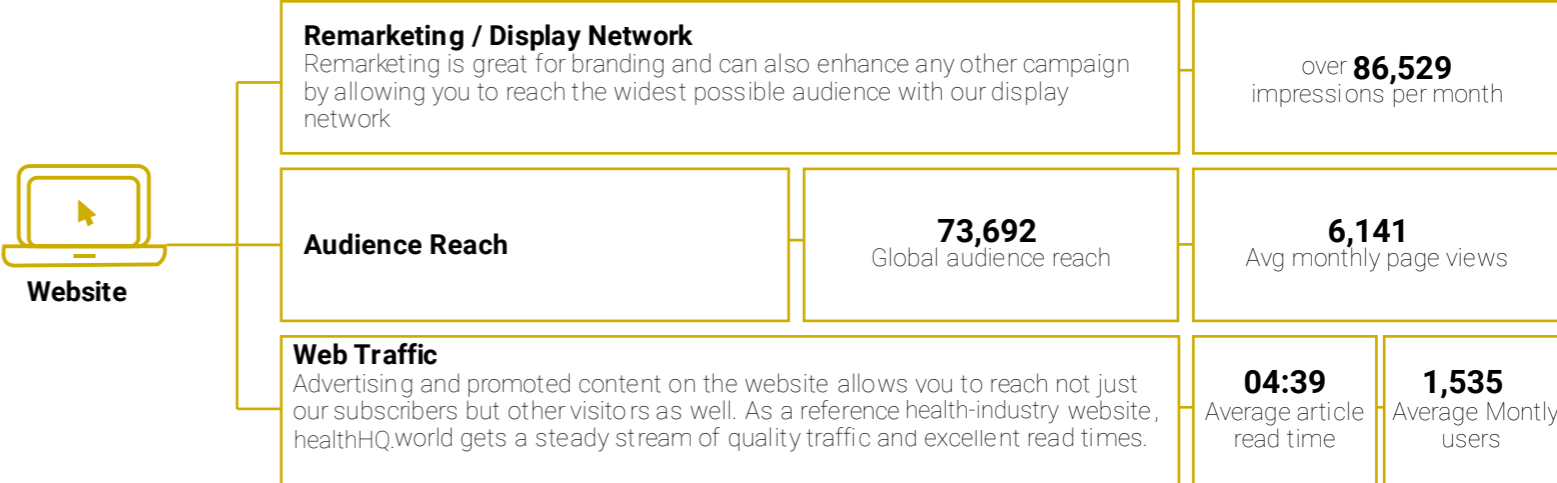 Remarketing / Display Network
Remarketing is great for branding and can also enhance any other campaign
by allowing you to reach the widest possible audience with our display
network
over 86,529
impressions per month
Website
Audience Reach
73,692
Global audience reach
6,141
Avg monthly page views
Web Traffic
Advertising and promoted content on the website allows you to reach not just
our subscribers but other visitors as well. As a reference health-industry website,
healthHQ.world gets a steady stream of quality traffic and excellent read times.
04:39
Average article
read time
1,535
Average Montly
users